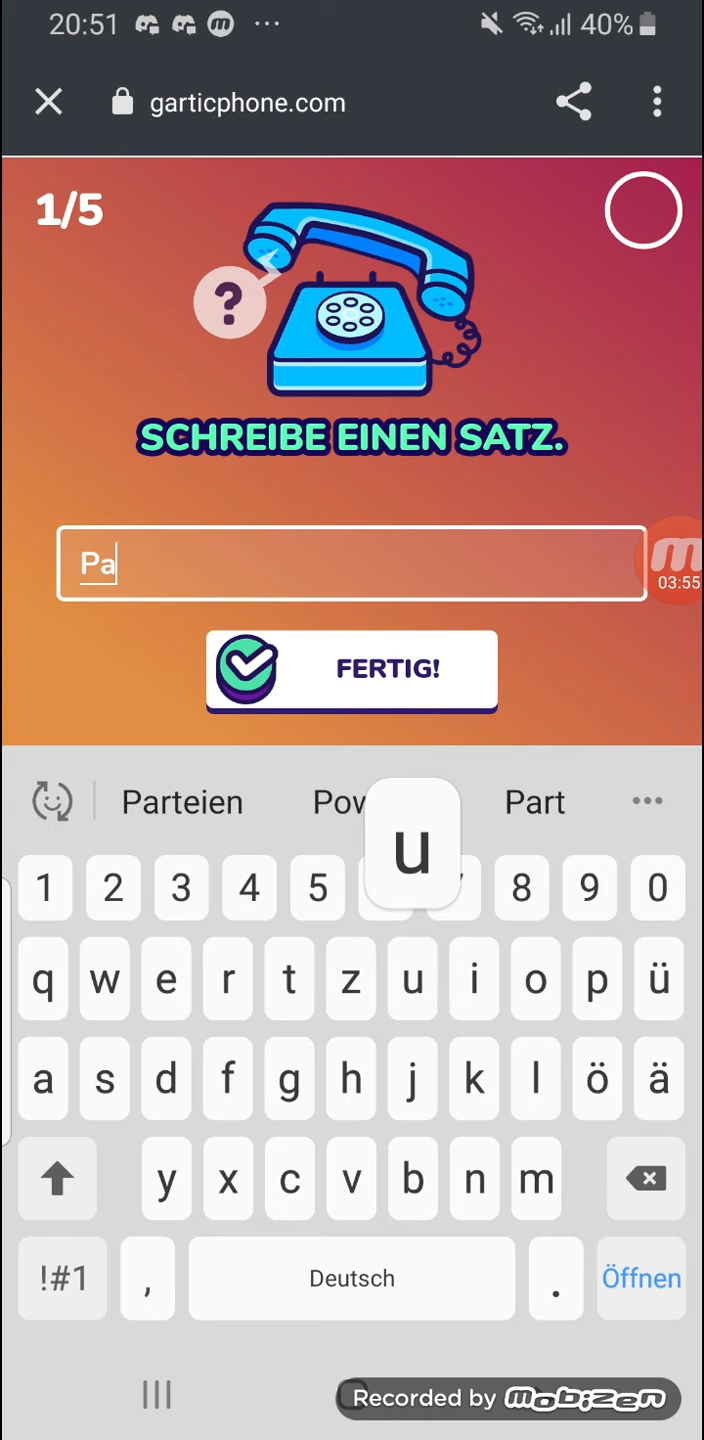 20:51 40%
garticphone.com
1/5
?
SCHREIBE EINEN SATZ.
Pa
03:55
FERTIG!
Parteien Part
u
1 2 3 4 5 8 9 0
q w e r t z u i o p ü
a s d f g h j k l ö ä
y x c v b n m
!#1 , Deutsch . Öffnen
Recorded by mobizen